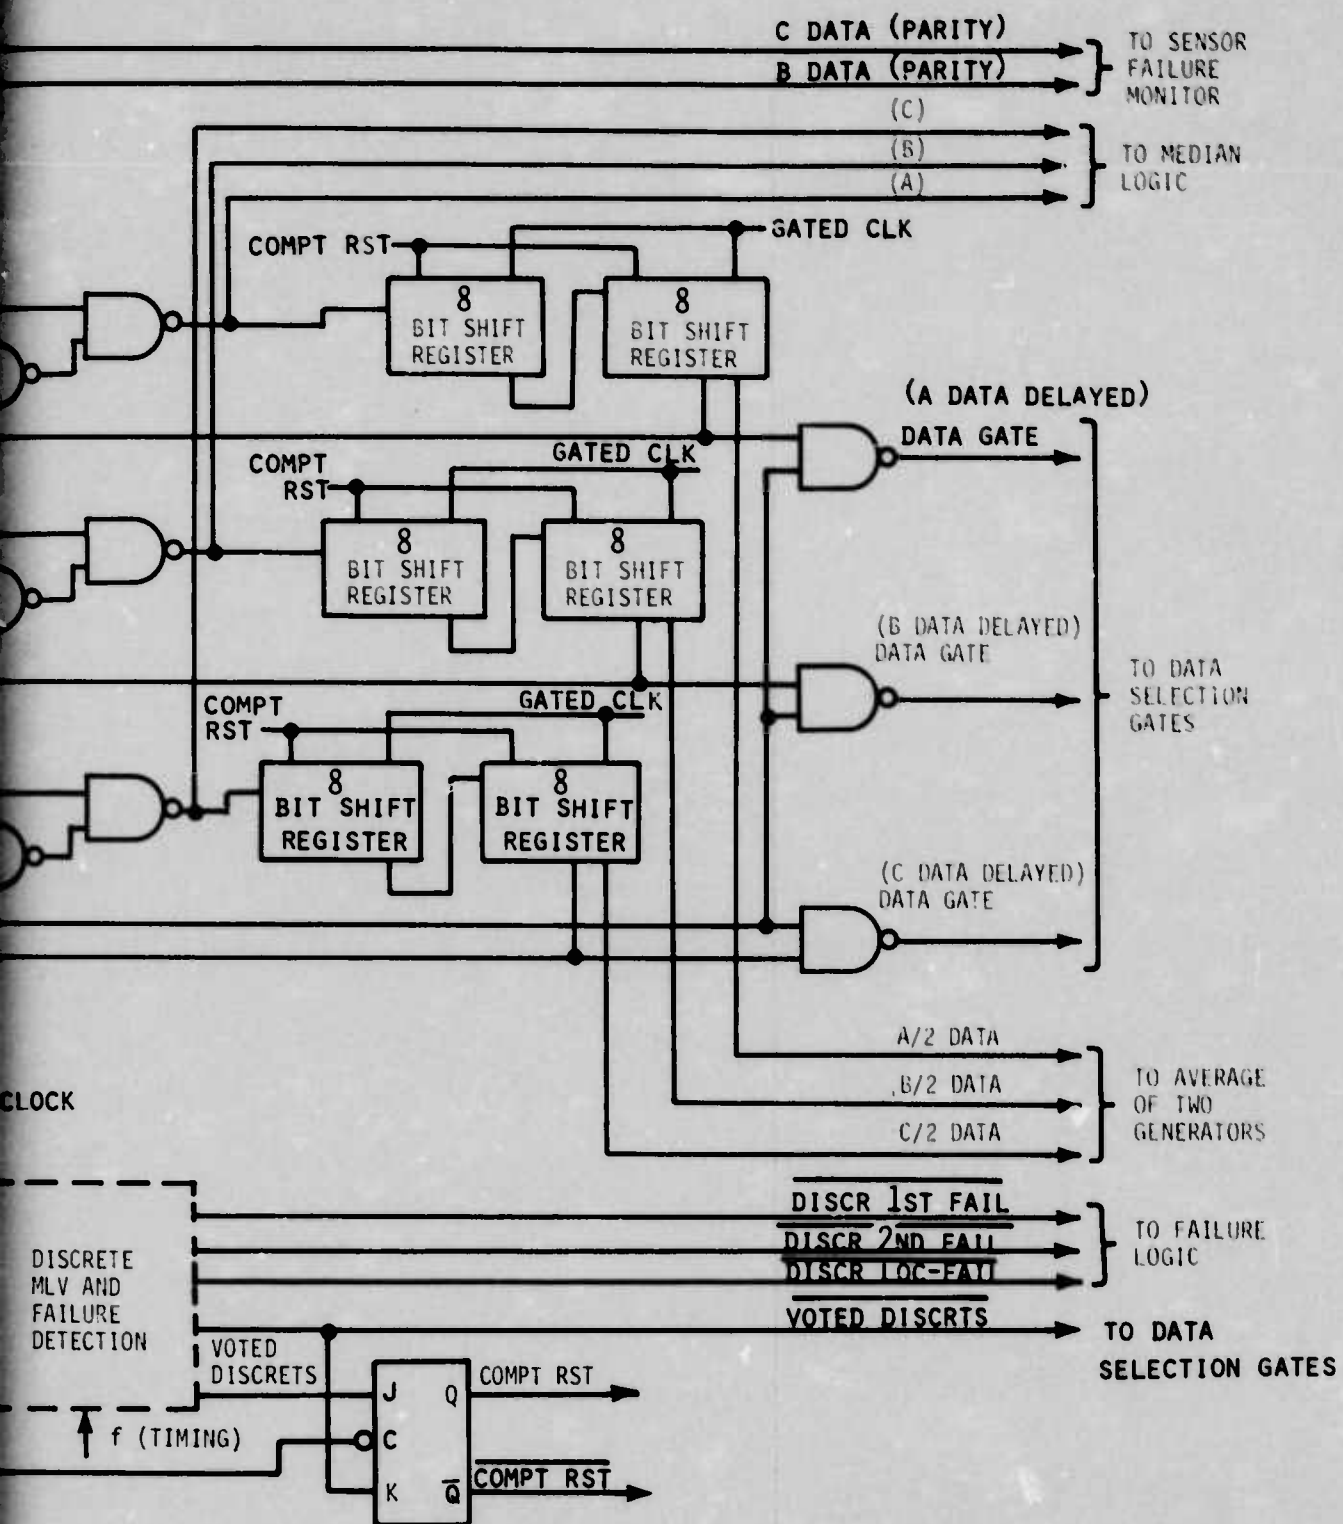 C DATA (PARITY)
B DATA (PARITY)
TO SENSOR
FAILURE
MONITOR
(C)
(B)
(A)
TO MEDIAN
LOGIC
COMPT RST
GATED CLK
8
BIT SHIFT
REGISTER
8
BIT SHIFT
REGISTER
(A DATA DELAYED)
DATA GATE
COMPT
RST
GATED CLK
8
BIT SHIFT
REGISTER
8
BIT SHIFT
REGISTER
(B DATA DELAYED)
DATA GATE
TO DATA
SELECTION
GATES
COMPT
RST
GATED CLK
8
BIT SHIFT
REGISTER
8
BIT SHIFT
REGISTER
(C DATA DELAYED)
DATA GATE
A/2 DATA
B/2 DATA
C/2 DATA
TO AVERAGE
OF TWO
GENERATORS
CLOCK
DISCRETE
MLV AND
FAILURE
DETECTION
DISCR 1ST FAIL
DISCR 2ND FAIL
DISCR LOC-FAIL
TO FAILURE
LOGIC
VOTED DISCRTS
TO DATA
SELECTION GATES
VOTED
DISCRETS
J Q
COMPT RST
f (TIMING)
C
K Q̅
COMPT RST